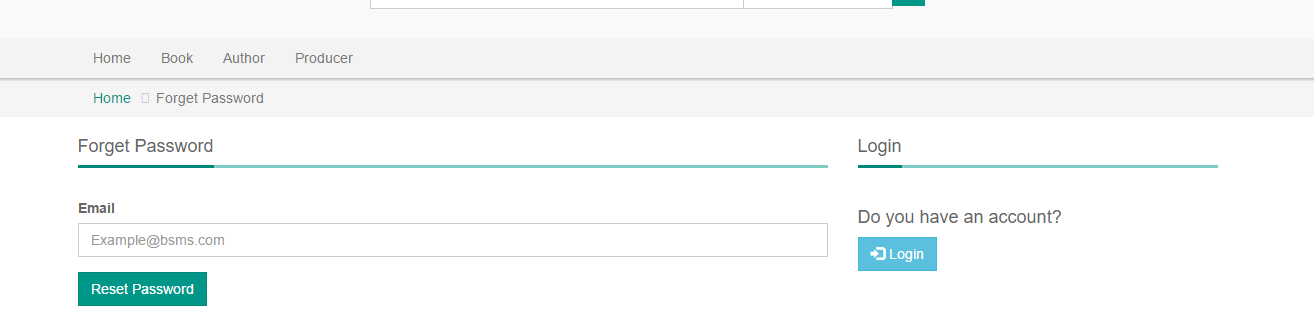 Home Book Author Producer
Home Forget Password
Forget Password
Email
Example@bsms.com
Reset Password
Login
Do you have an account?
Login